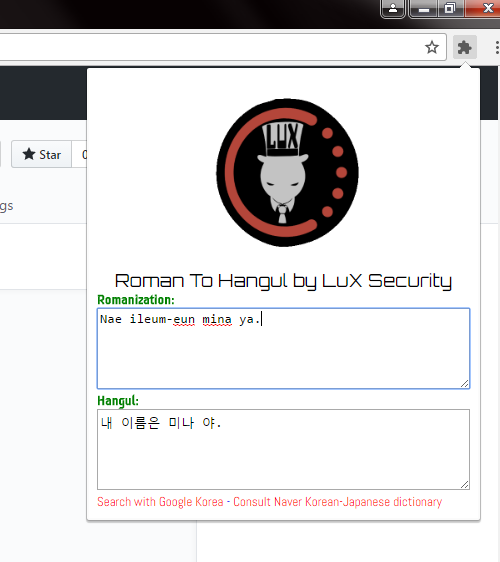 Star
0
gs
LUX
Roman To Hangul by LuX Security
Romanization:
Nae ileum-eun mina ya.
Hangul:
내 이름은 미나 야.
Search with Google Korea - Consult Naver Korean-Japanese dictionary